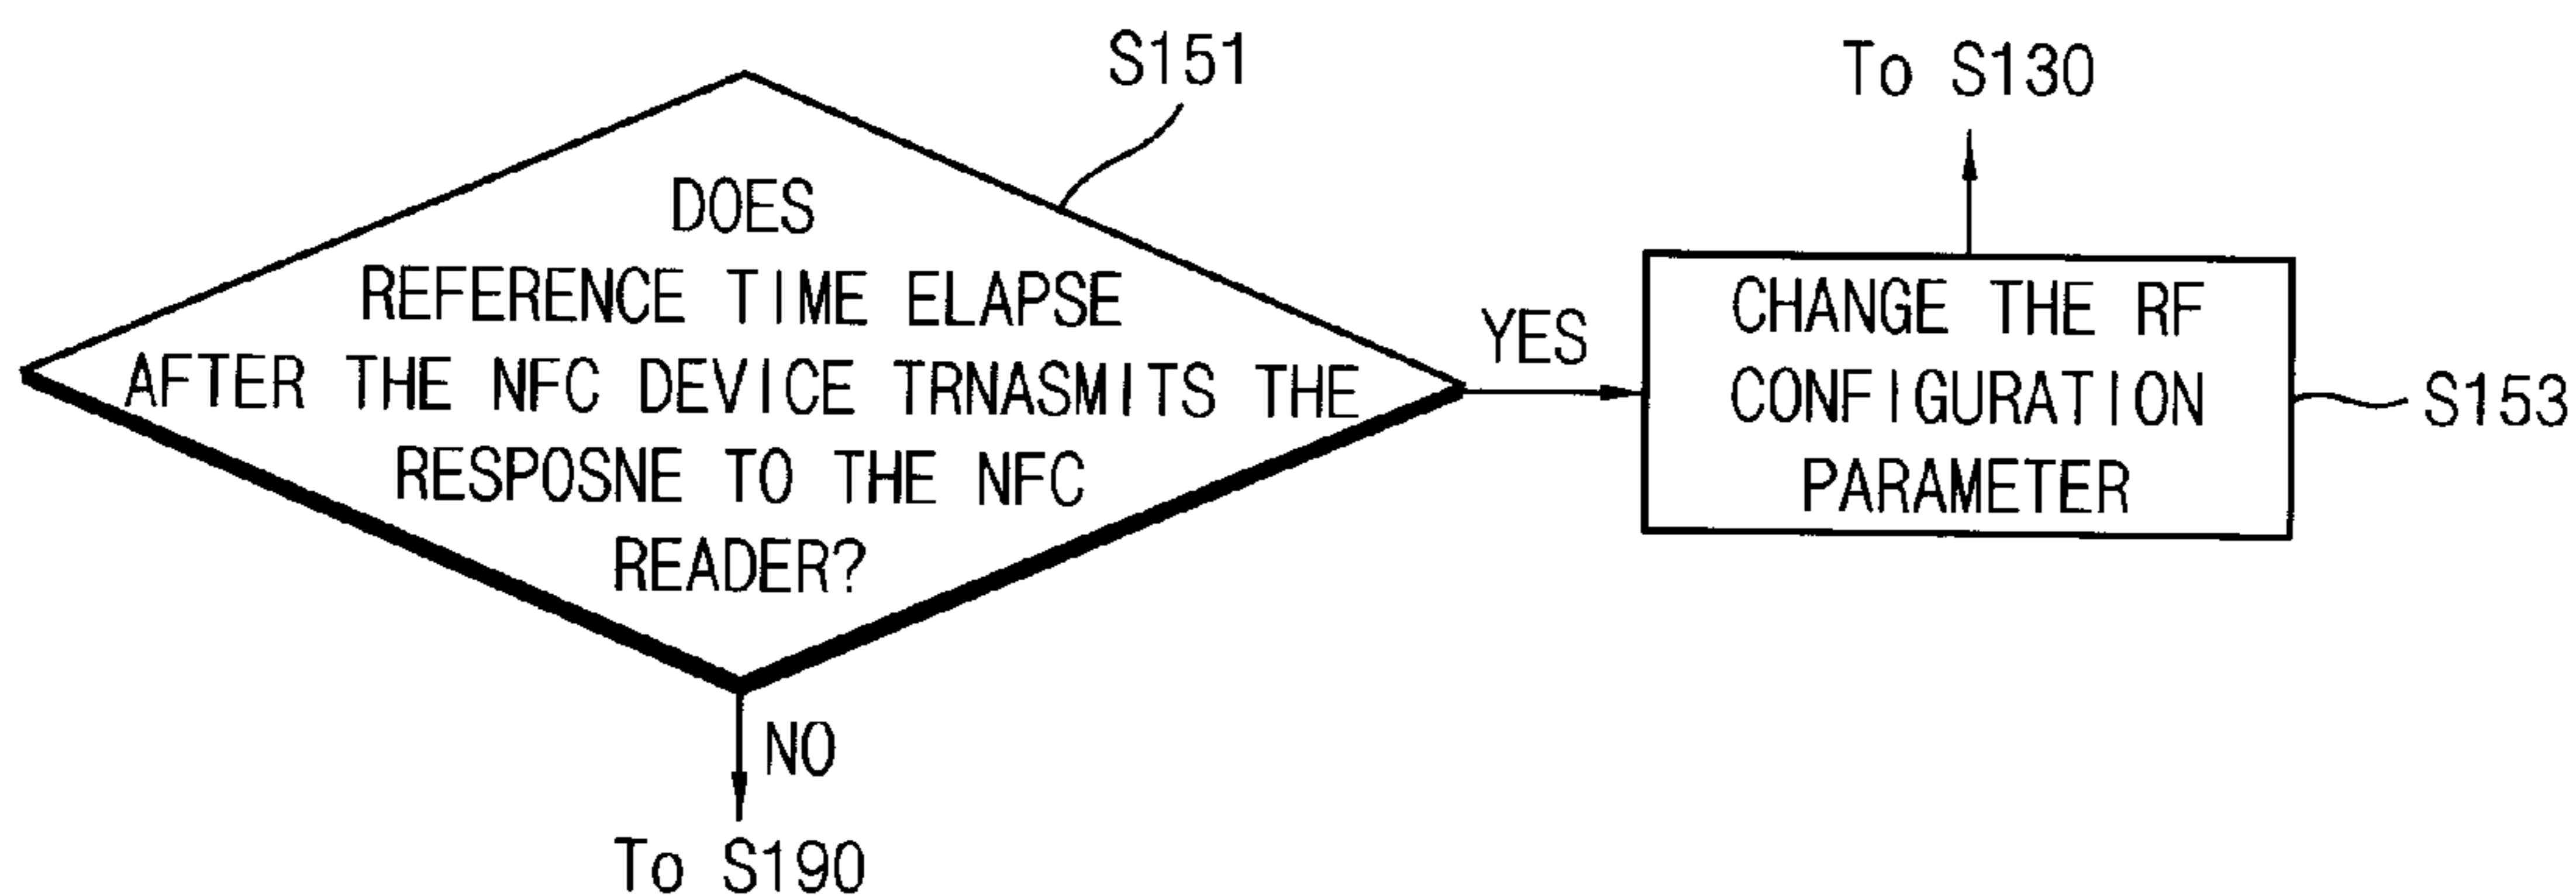 S151
To S130
DOES
REFERENCE TIME ELAPSE
AFTER THE NFC DEVICE TRNASMITS THE
RESPOSNE TO THE NFC
READER?
YES
CHANGE THE RF
CONFIGURATION
PARAMETER
S153
NO
To S190